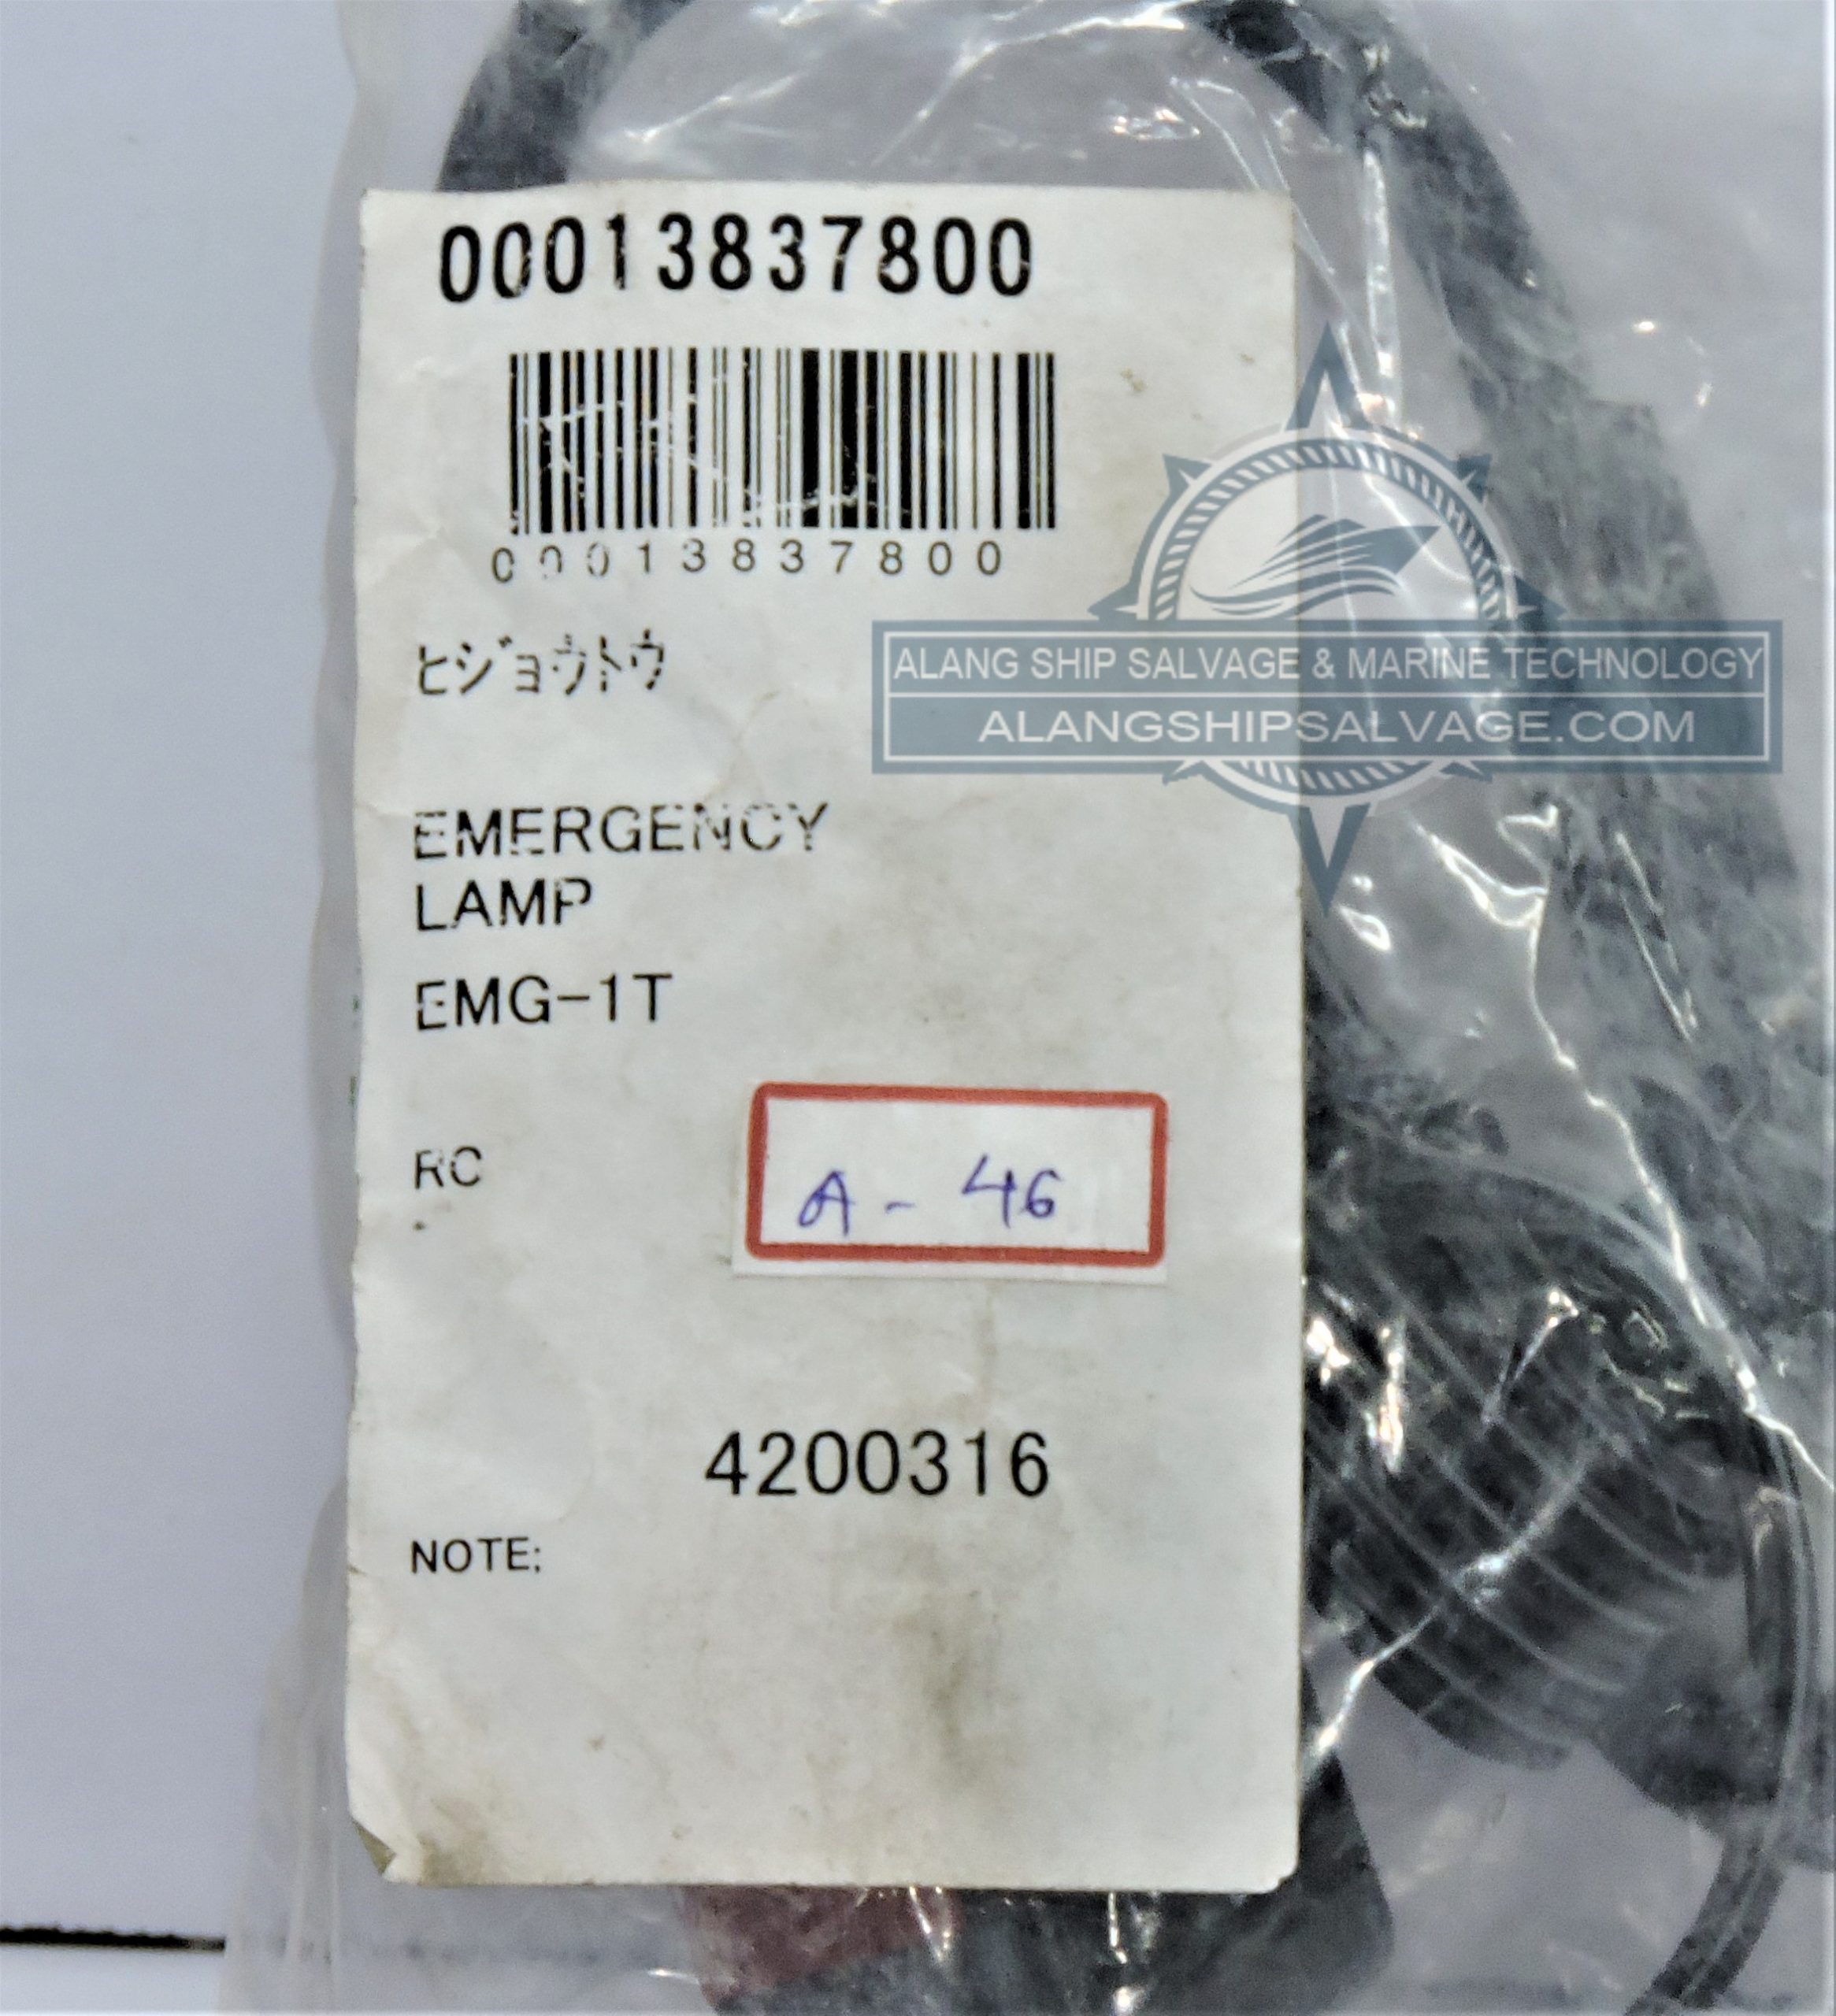 00013837800
00013837800
ヒジョウトウ
ALANG SHIP SALVAGE & MARINE TECHNOLOGY
ALANGSHIPSALVAGE.COM
EMERGENCY
LAMP
EMG-1T
RC
A - 46
4200316
NOTE;